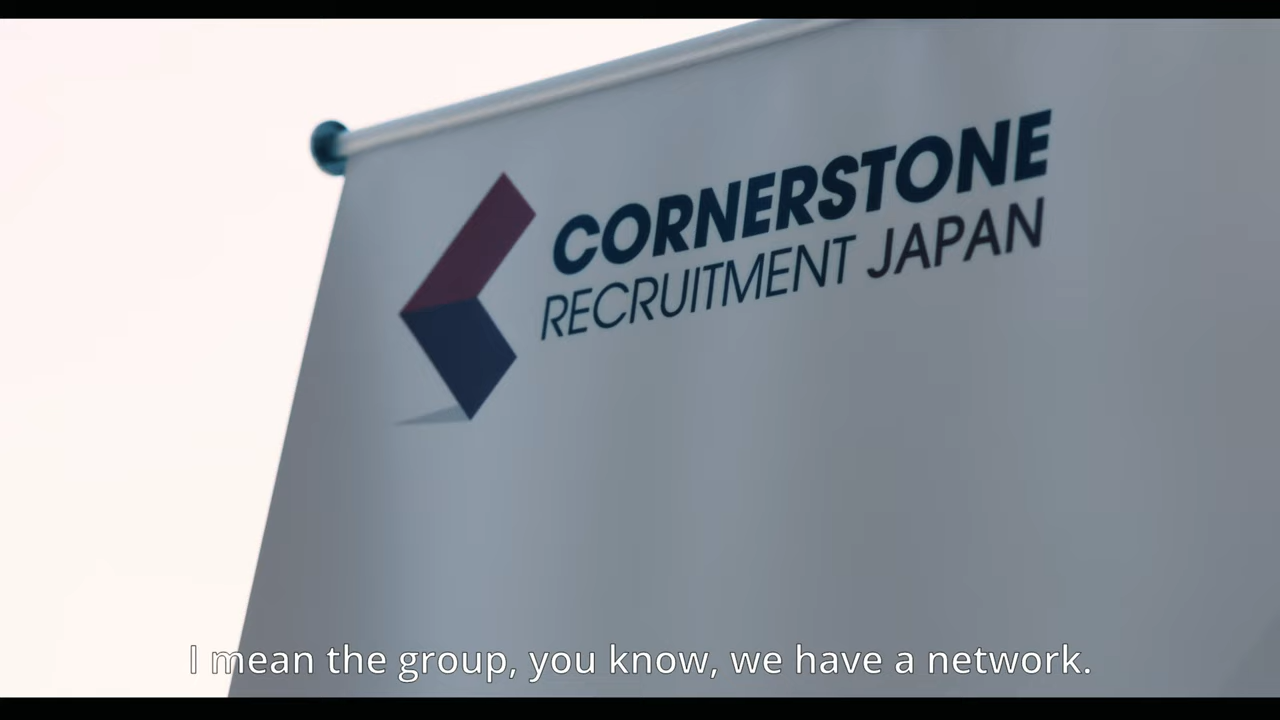 CORNERSTONE
RECRUITMENT JAPAN
I mean the group, you know, we have a network.